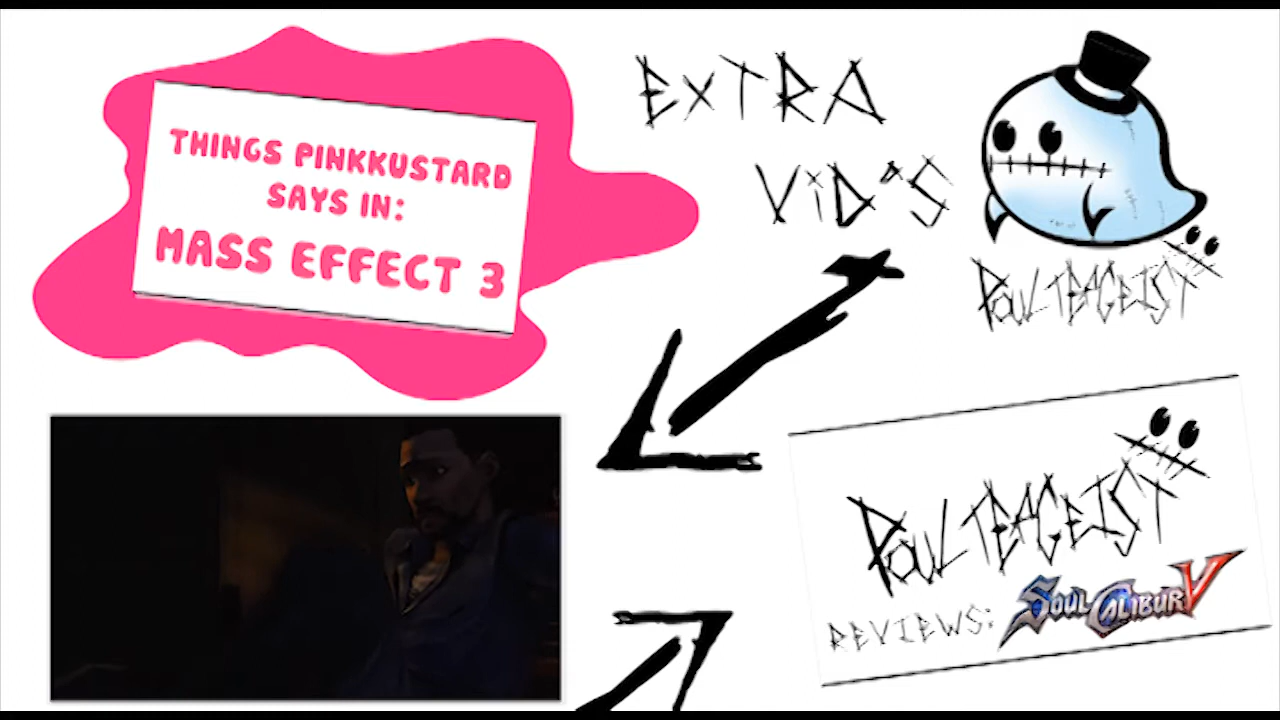 THINGS PINKKUSTARD
SAYS IN:
MASS EFFECT 3
EXTRA
ViD'S
PoULTEAGEIST
PoULTEAGEIST
REVIEWS:
SOULCALIBUR V